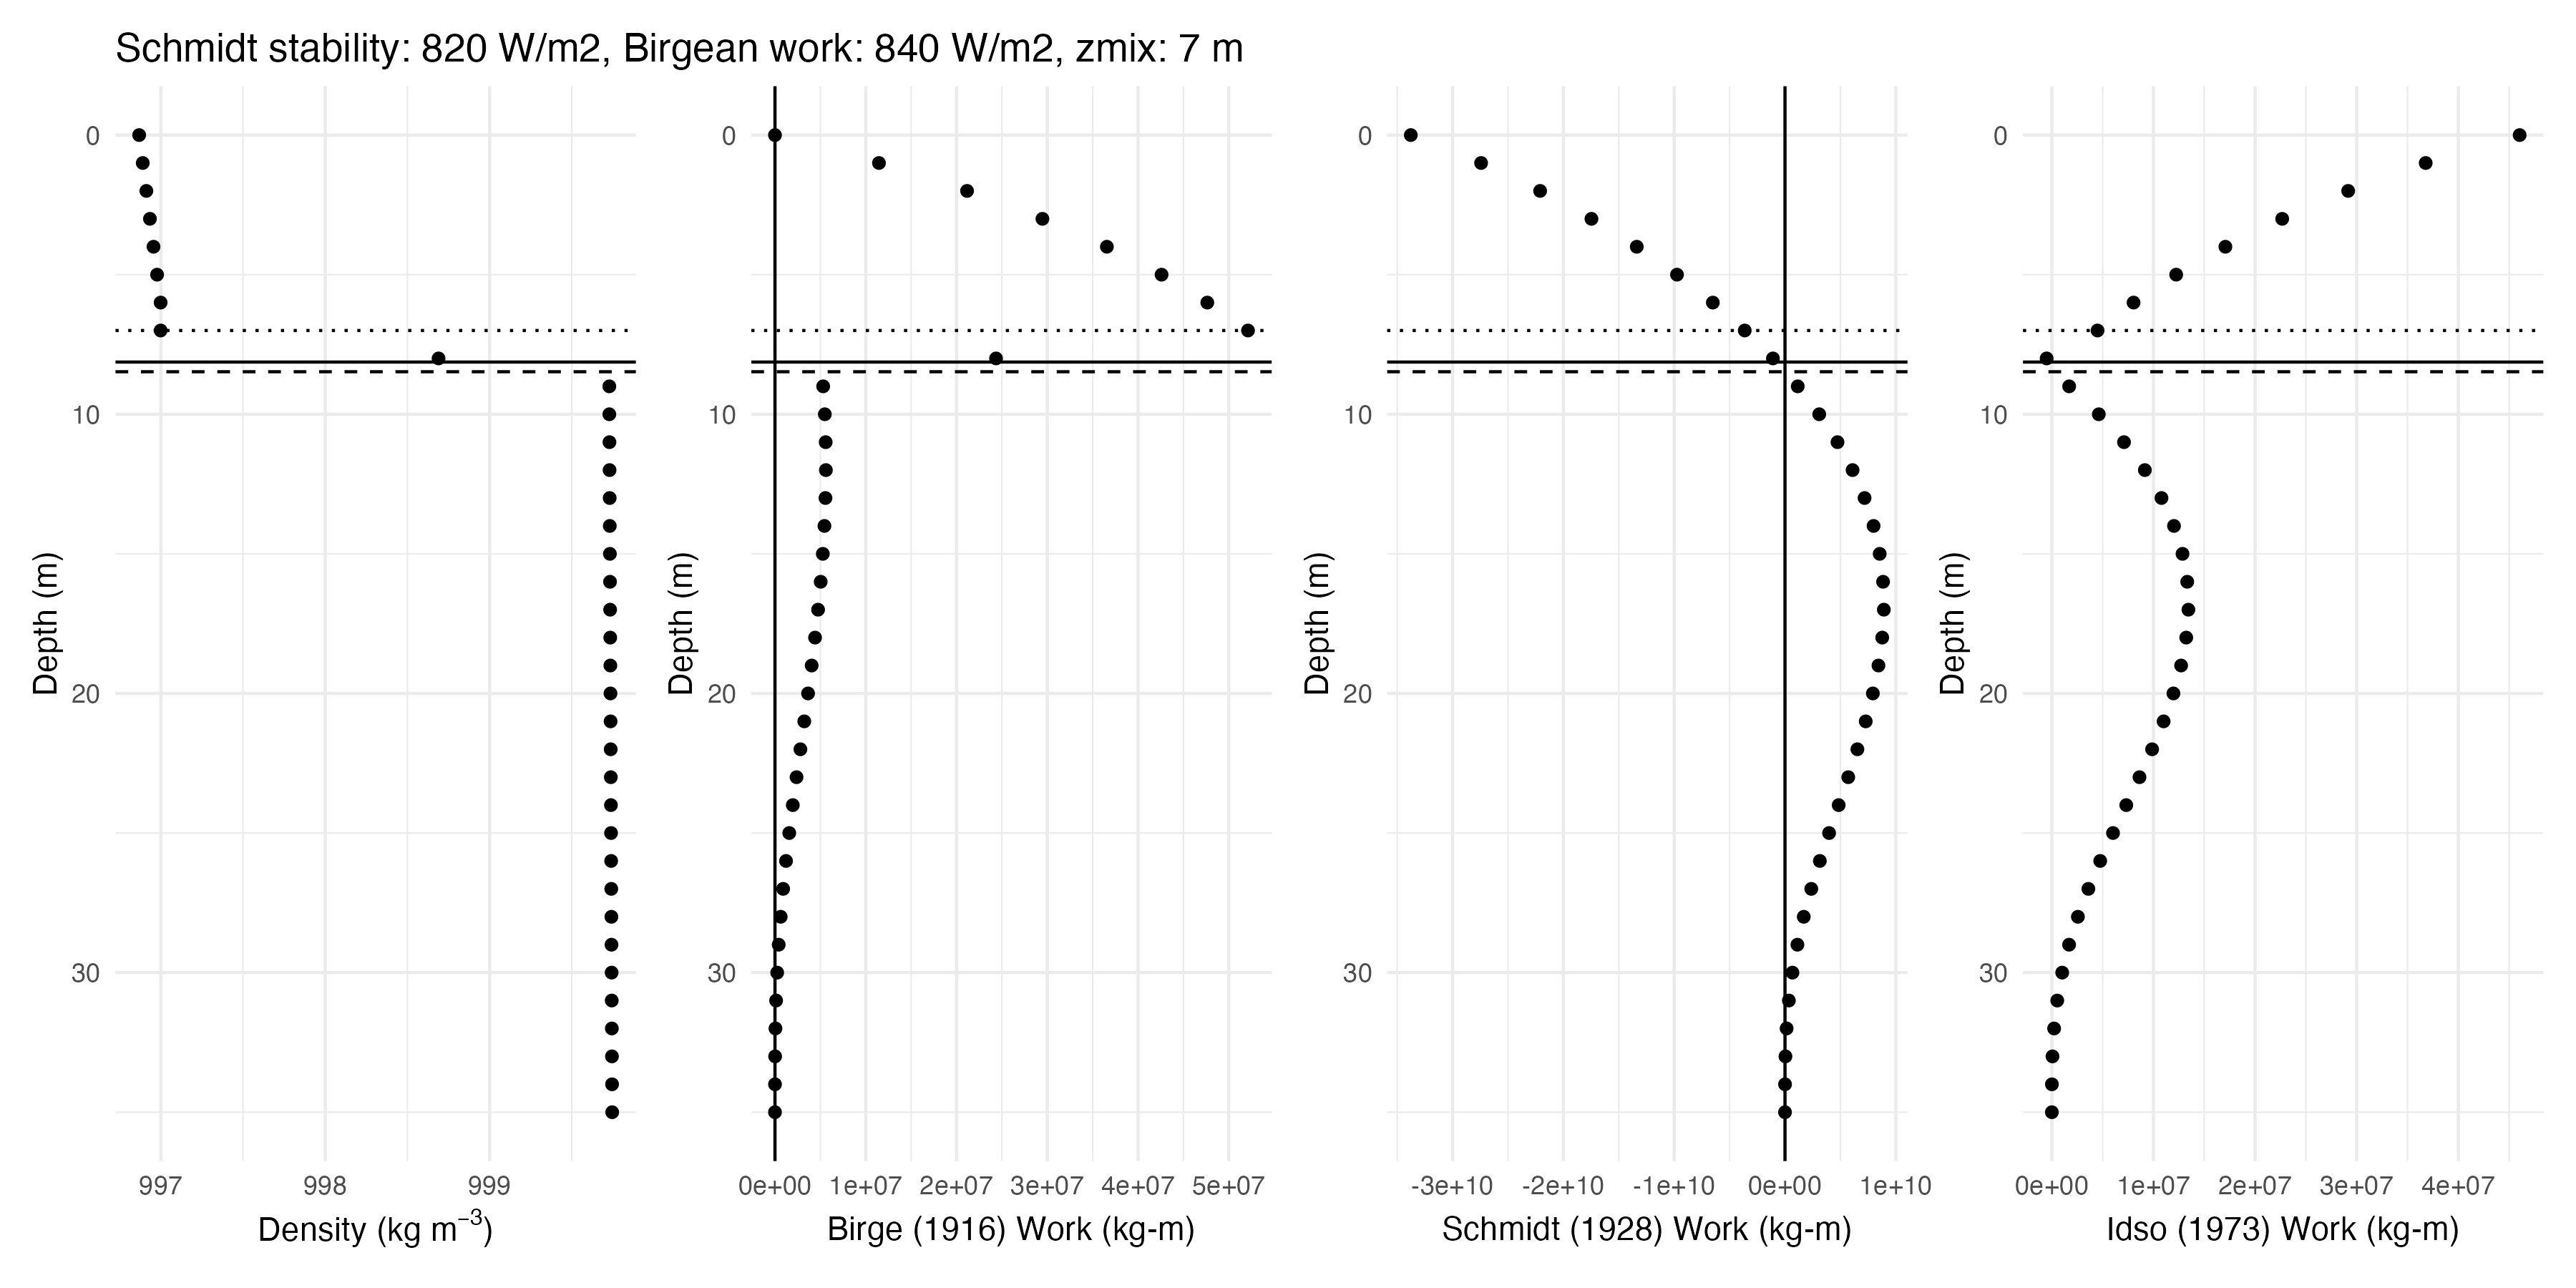 Schmidt stability: 820 W/m2, Birgean work: 840 W/m2, zmix: 7 m
0
10
20
30
Depth (m)
997 998 999
Density (kg m⁻³)
0
10
20
30
Depth (m)
0e+00 1e+07 2e+07 3e+07 4e+07 5e+07
Birge (1916) Work (kg-m)
0
10
20
30
Depth (m)
-3e+10 -2e+10 -1e+10 0e+00 1e+10
Schmidt (1928) Work (kg-m)
0
10
20
30
Depth (m)
0e+00 1e+07 2e+07 3e+07 4e+07
Idso (1973) Work (kg-m)